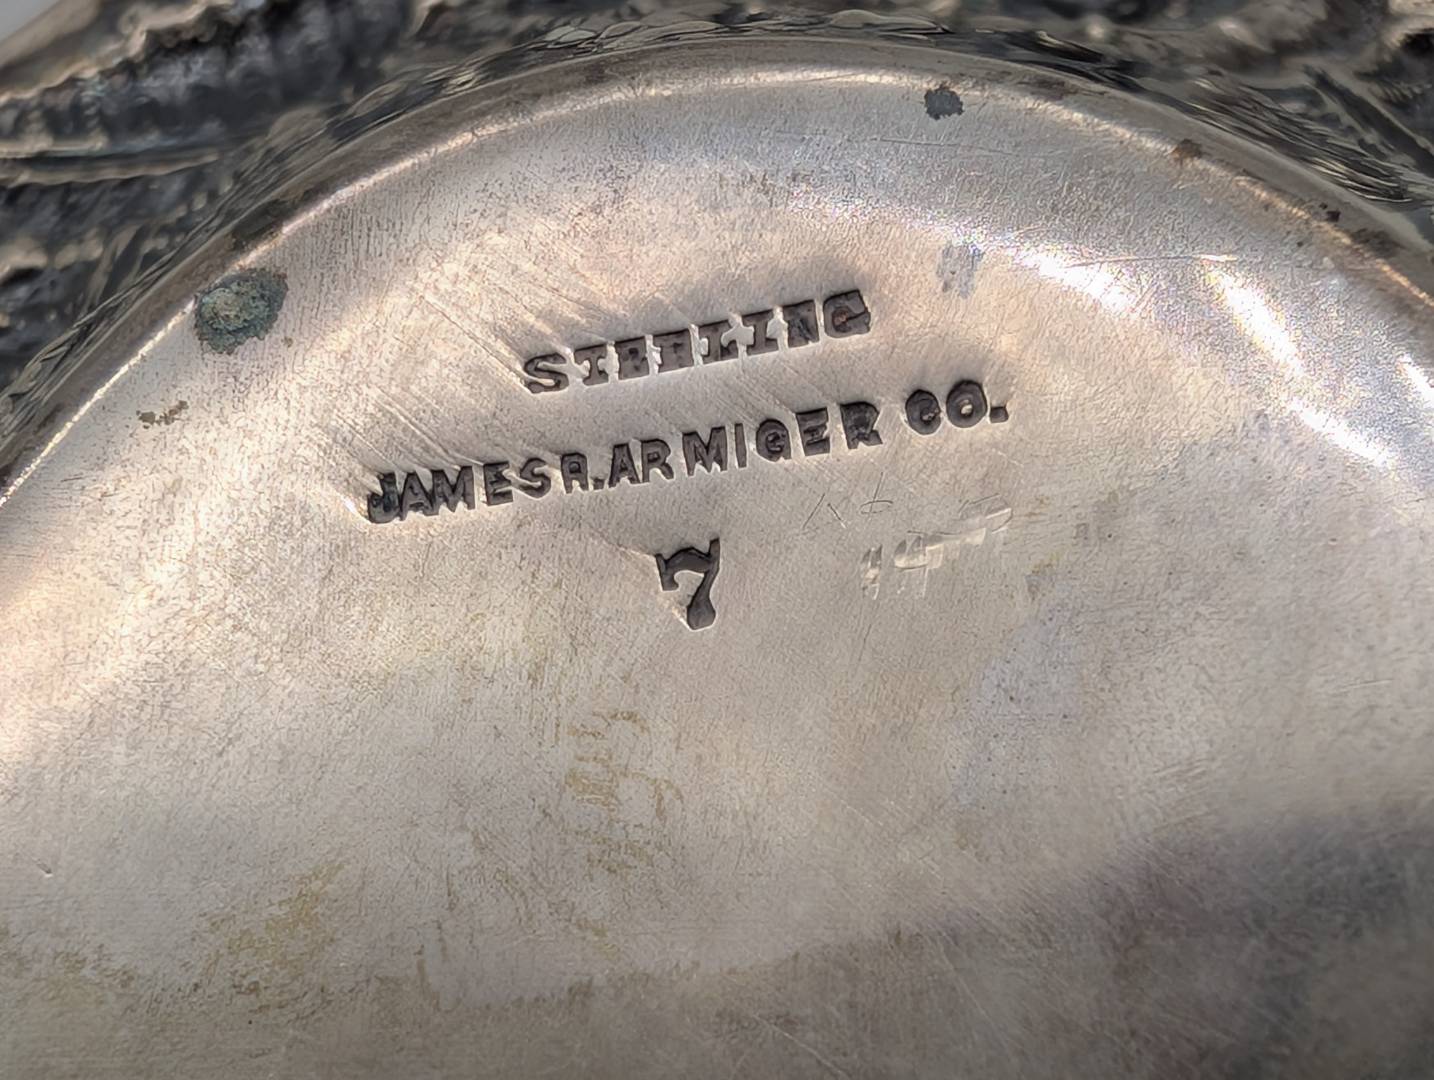 STERLING
JAMES R. ARMIGER CO.
7